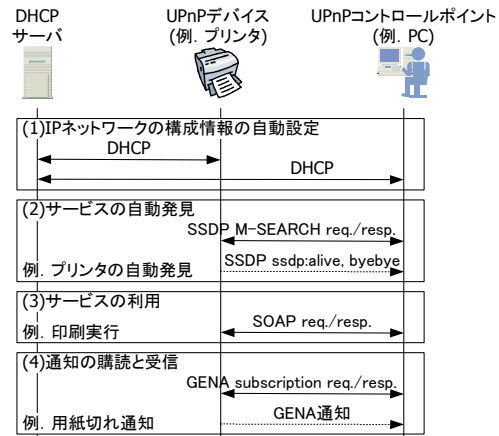 DHCP
サーバ
UPnPデバイス
(例．プリンタ)
UPnPコントロールポイント
(例．PC)
(1)IPネットワークの構成情報の自動設定
DHCP
DHCP
(2)サービスの自動発見
SSDP M-SEARCH req./resp.
SSDP ssdp:alive, byebye
例．プリンタの自動発見
(3)サービスの利用
例．印刷実行
SOAP req./resp.
(4)通知の購読と受信
GENA subscription req./resp.
GENA通知
例．用紙切れ通知